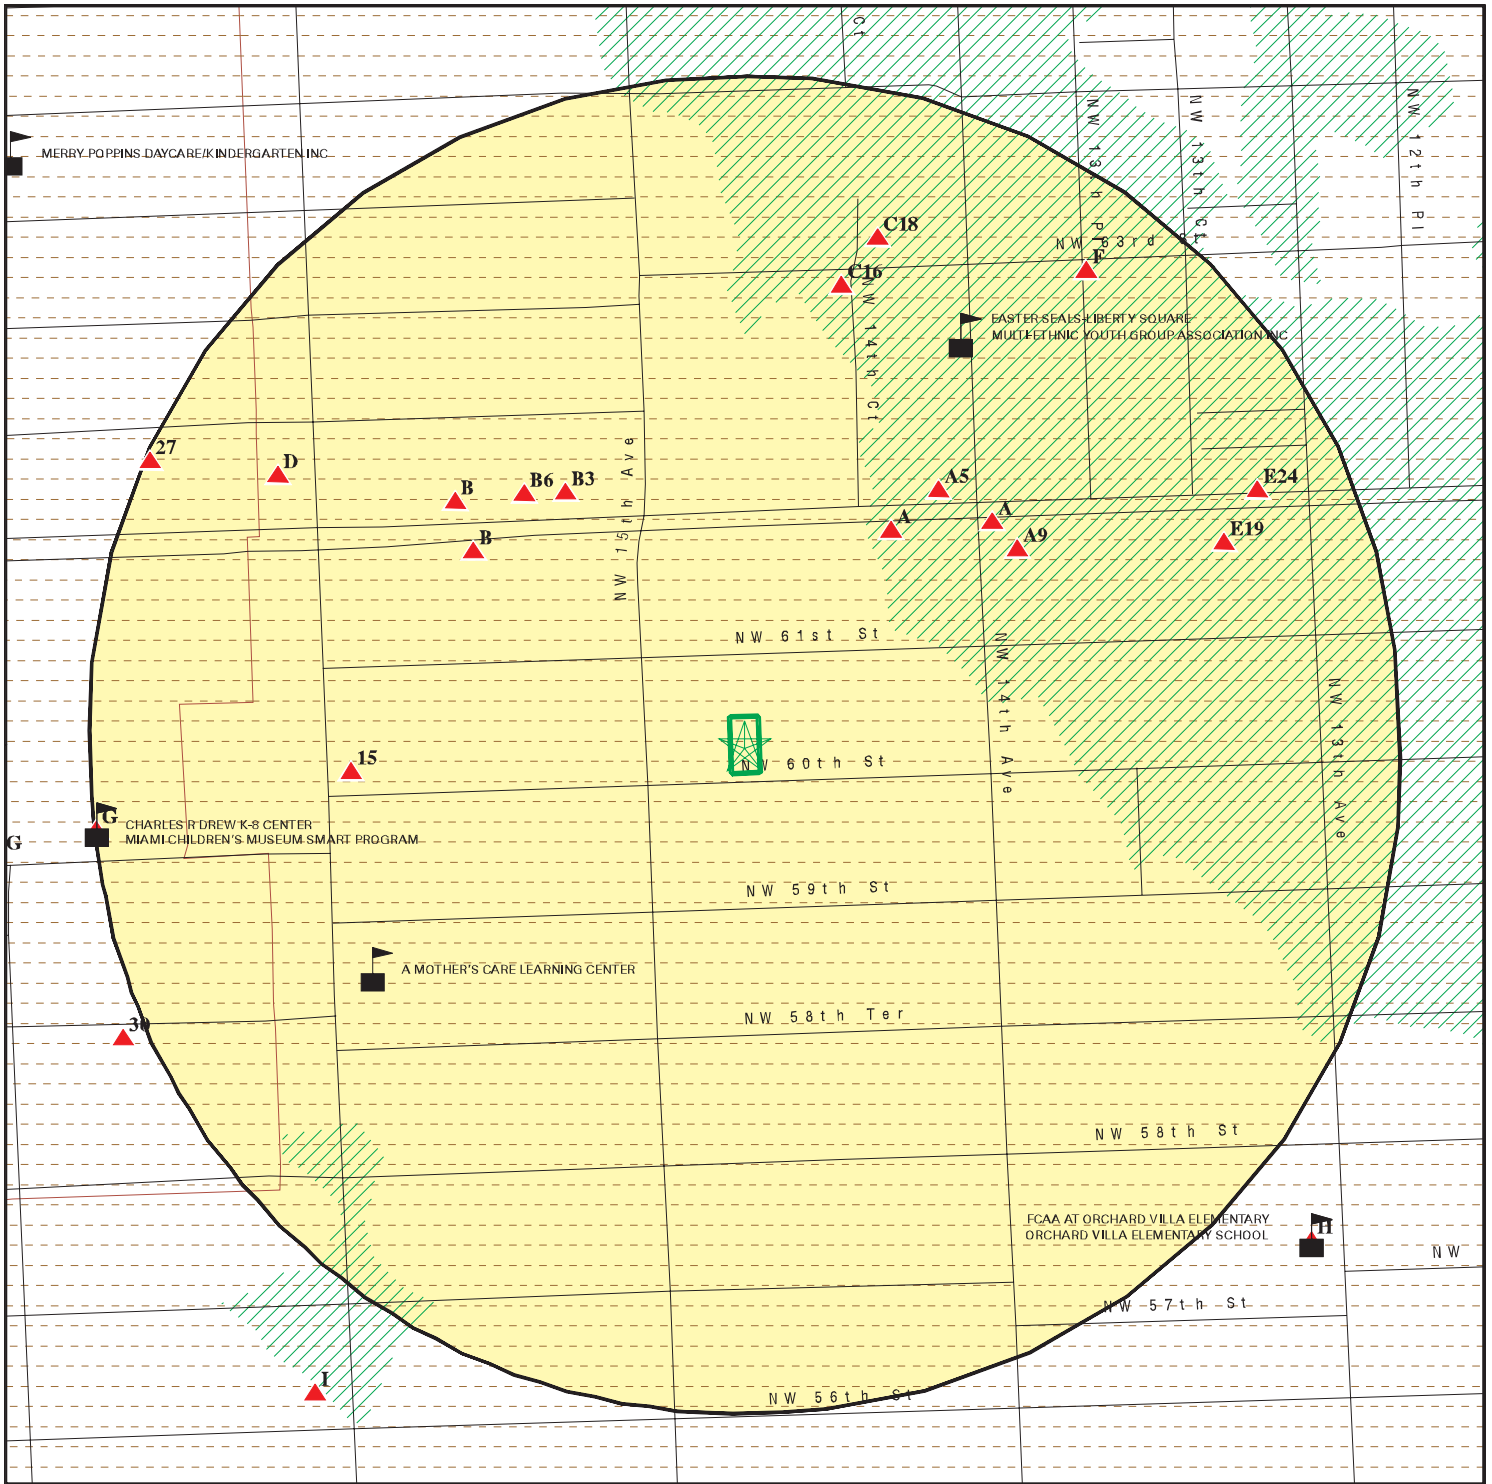 Ct
NW 13th Pl
NW 13th Ct
NW 12th Pl
MERRY POPPINS DAYCARE/KINDERGARTEN INC
C18
NW 63rd St
F
C16
NW 14th Ct
EASTER SEALS-LIBERTY SQUARE
MULTI-ETHNIC YOUTH GROUP ASSOCIATION INC
27
D
B
B6
B3
NW 15th Ave
A5
E24
A
A
A9
E19
B
NW 61st St
NW 14th Ave
NW 13th Ave
15
NW 60th St
G
CHARLES R DREW K-8 CENTER
MIAMI CHILDREN'S MUSEUM SMART PROGRAM
G
NW 59th St
A MOTHER'S CARE LEARNING CENTER
30
NW 58th Ter
NW 58th St
FCAA AT ORCHARD VILLA ELEMENTARY
ORCHARD VILLA ELEMENTARY SCHOOL
H
NW
NW 57th St
I
NW 56th St